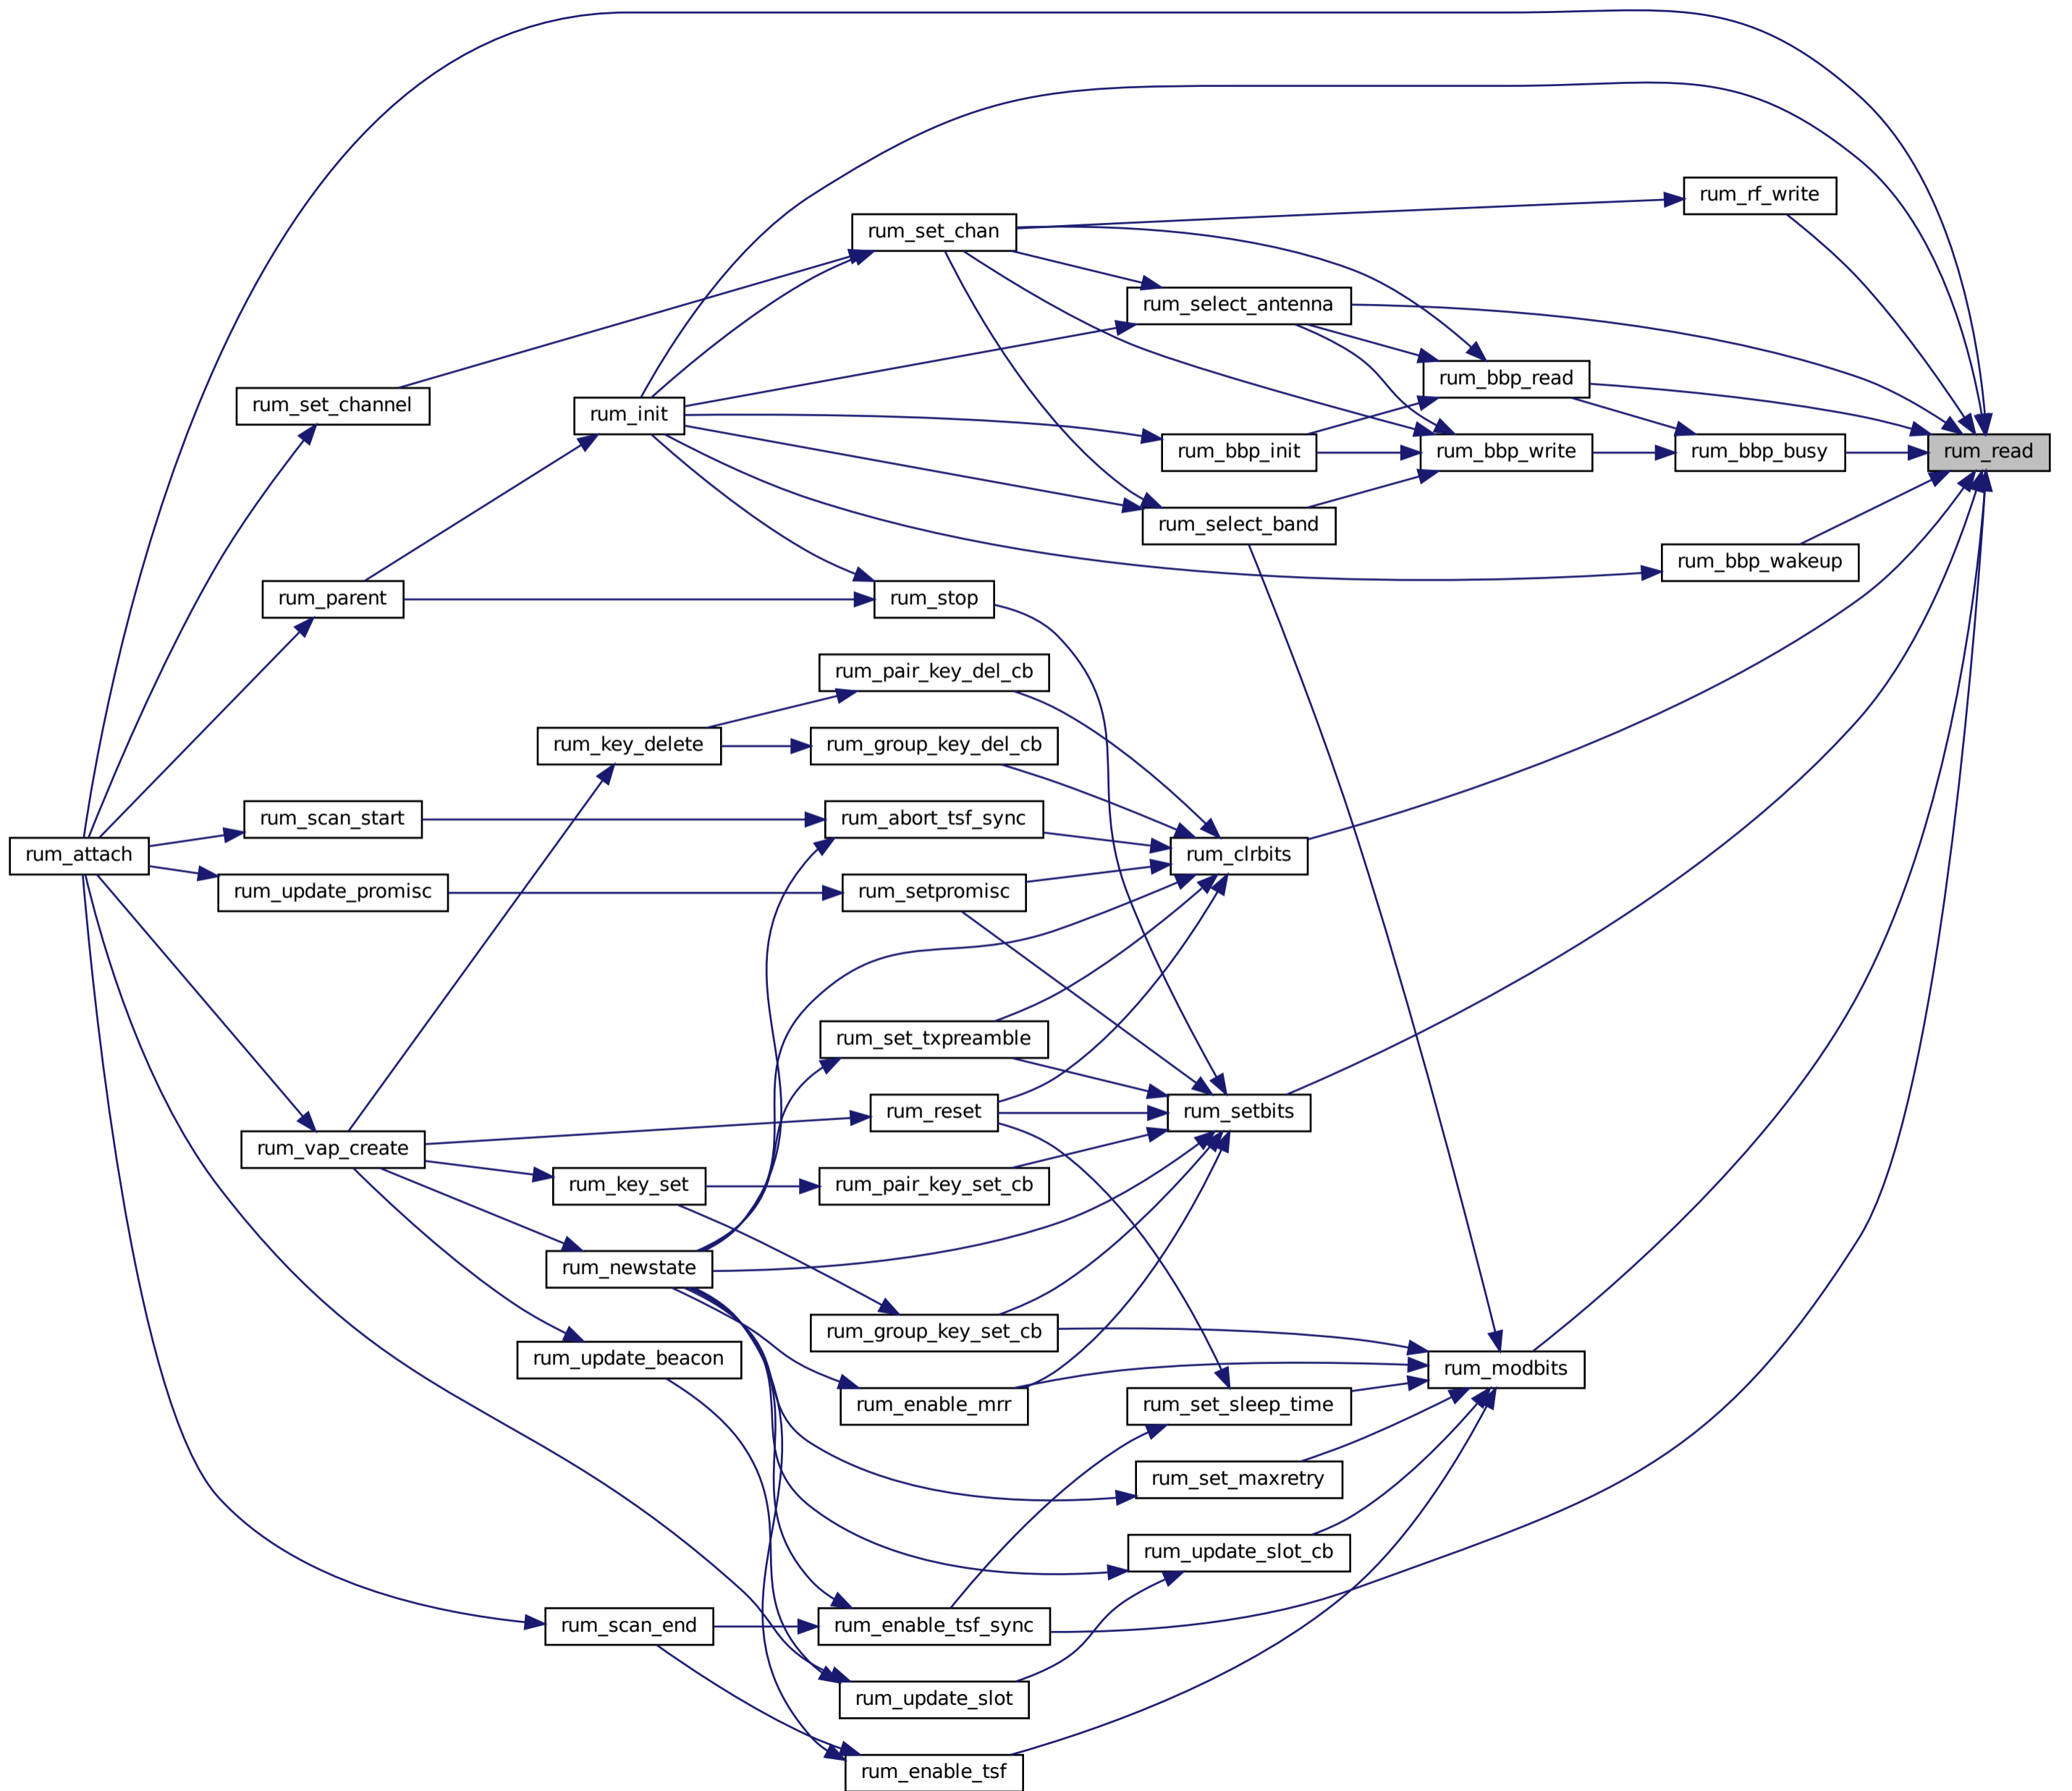 rum_rf_write
rum_set_chan
rum_select_antenna
rum_bbp_read
rum_set_channel
rum_init
rum_bbp_init
rum_bbp_write
rum_bbp_busy
rum_read
rum_select_band
rum_bbp_wakeup
rum_parent
rum_stop
rum_pair_key_del_cb
rum_key_delete
rum_group_key_del_cb
rum_scan_start
rum_abort_tsf_sync
rum_attach
rum_clrbits
rum_update_promisc
rum_setpromisc
rum_set_txpreamble
rum_reset
rum_setbits
rum_vap_create
rum_key_set
rum_pair_key_set_cb
rum_newstate
rum_group_key_set_cb
rum_update_beacon
rum_modbits
rum_enable_mrr
rum_set_sleep_time
rum_set_maxretry
rum_update_slot_cb
rum_scan_end
rum_enable_tsf_sync
rum_update_slot
rum_enable_tsf